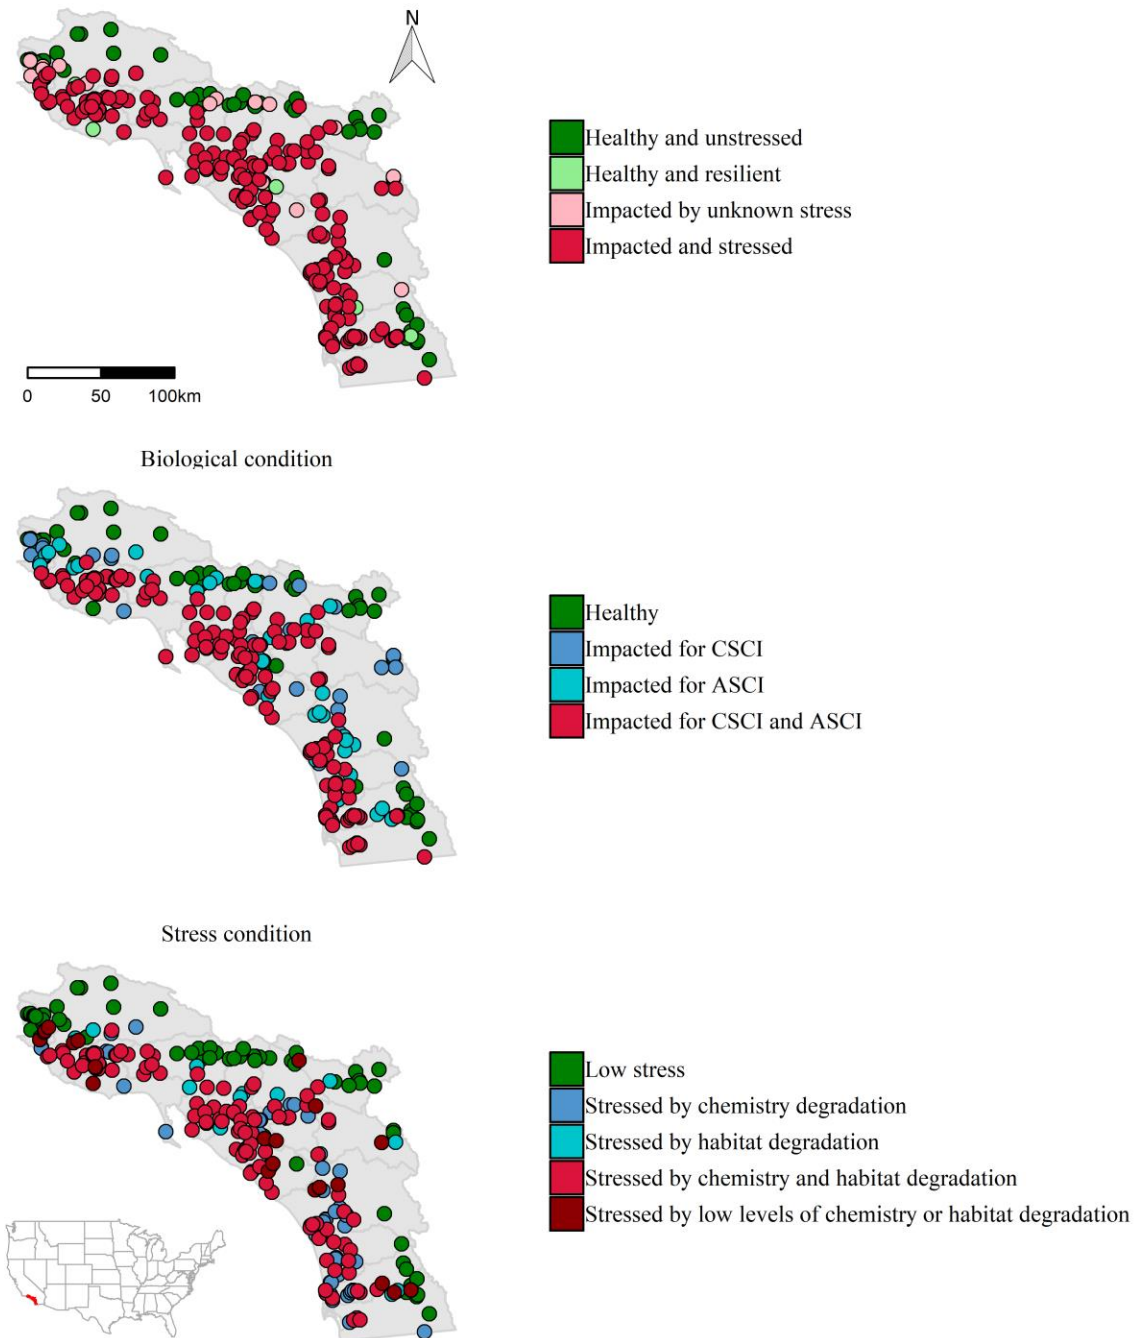 N
Healthy and unstressed
Healthy and resilient
Impacted by unknown stress
Impacted and stressed
0 50 100km
Biological condition
Healthy
Impacted for CSCI
Impacted for ASCI
Impacted for CSCI and ASCI
Stress condition
Low stress
Stressed by chemistry degradation
Stressed by habitat degradation
Stressed by chemistry and habitat degradation
Stressed by low levels of chemistry or habitat degradation